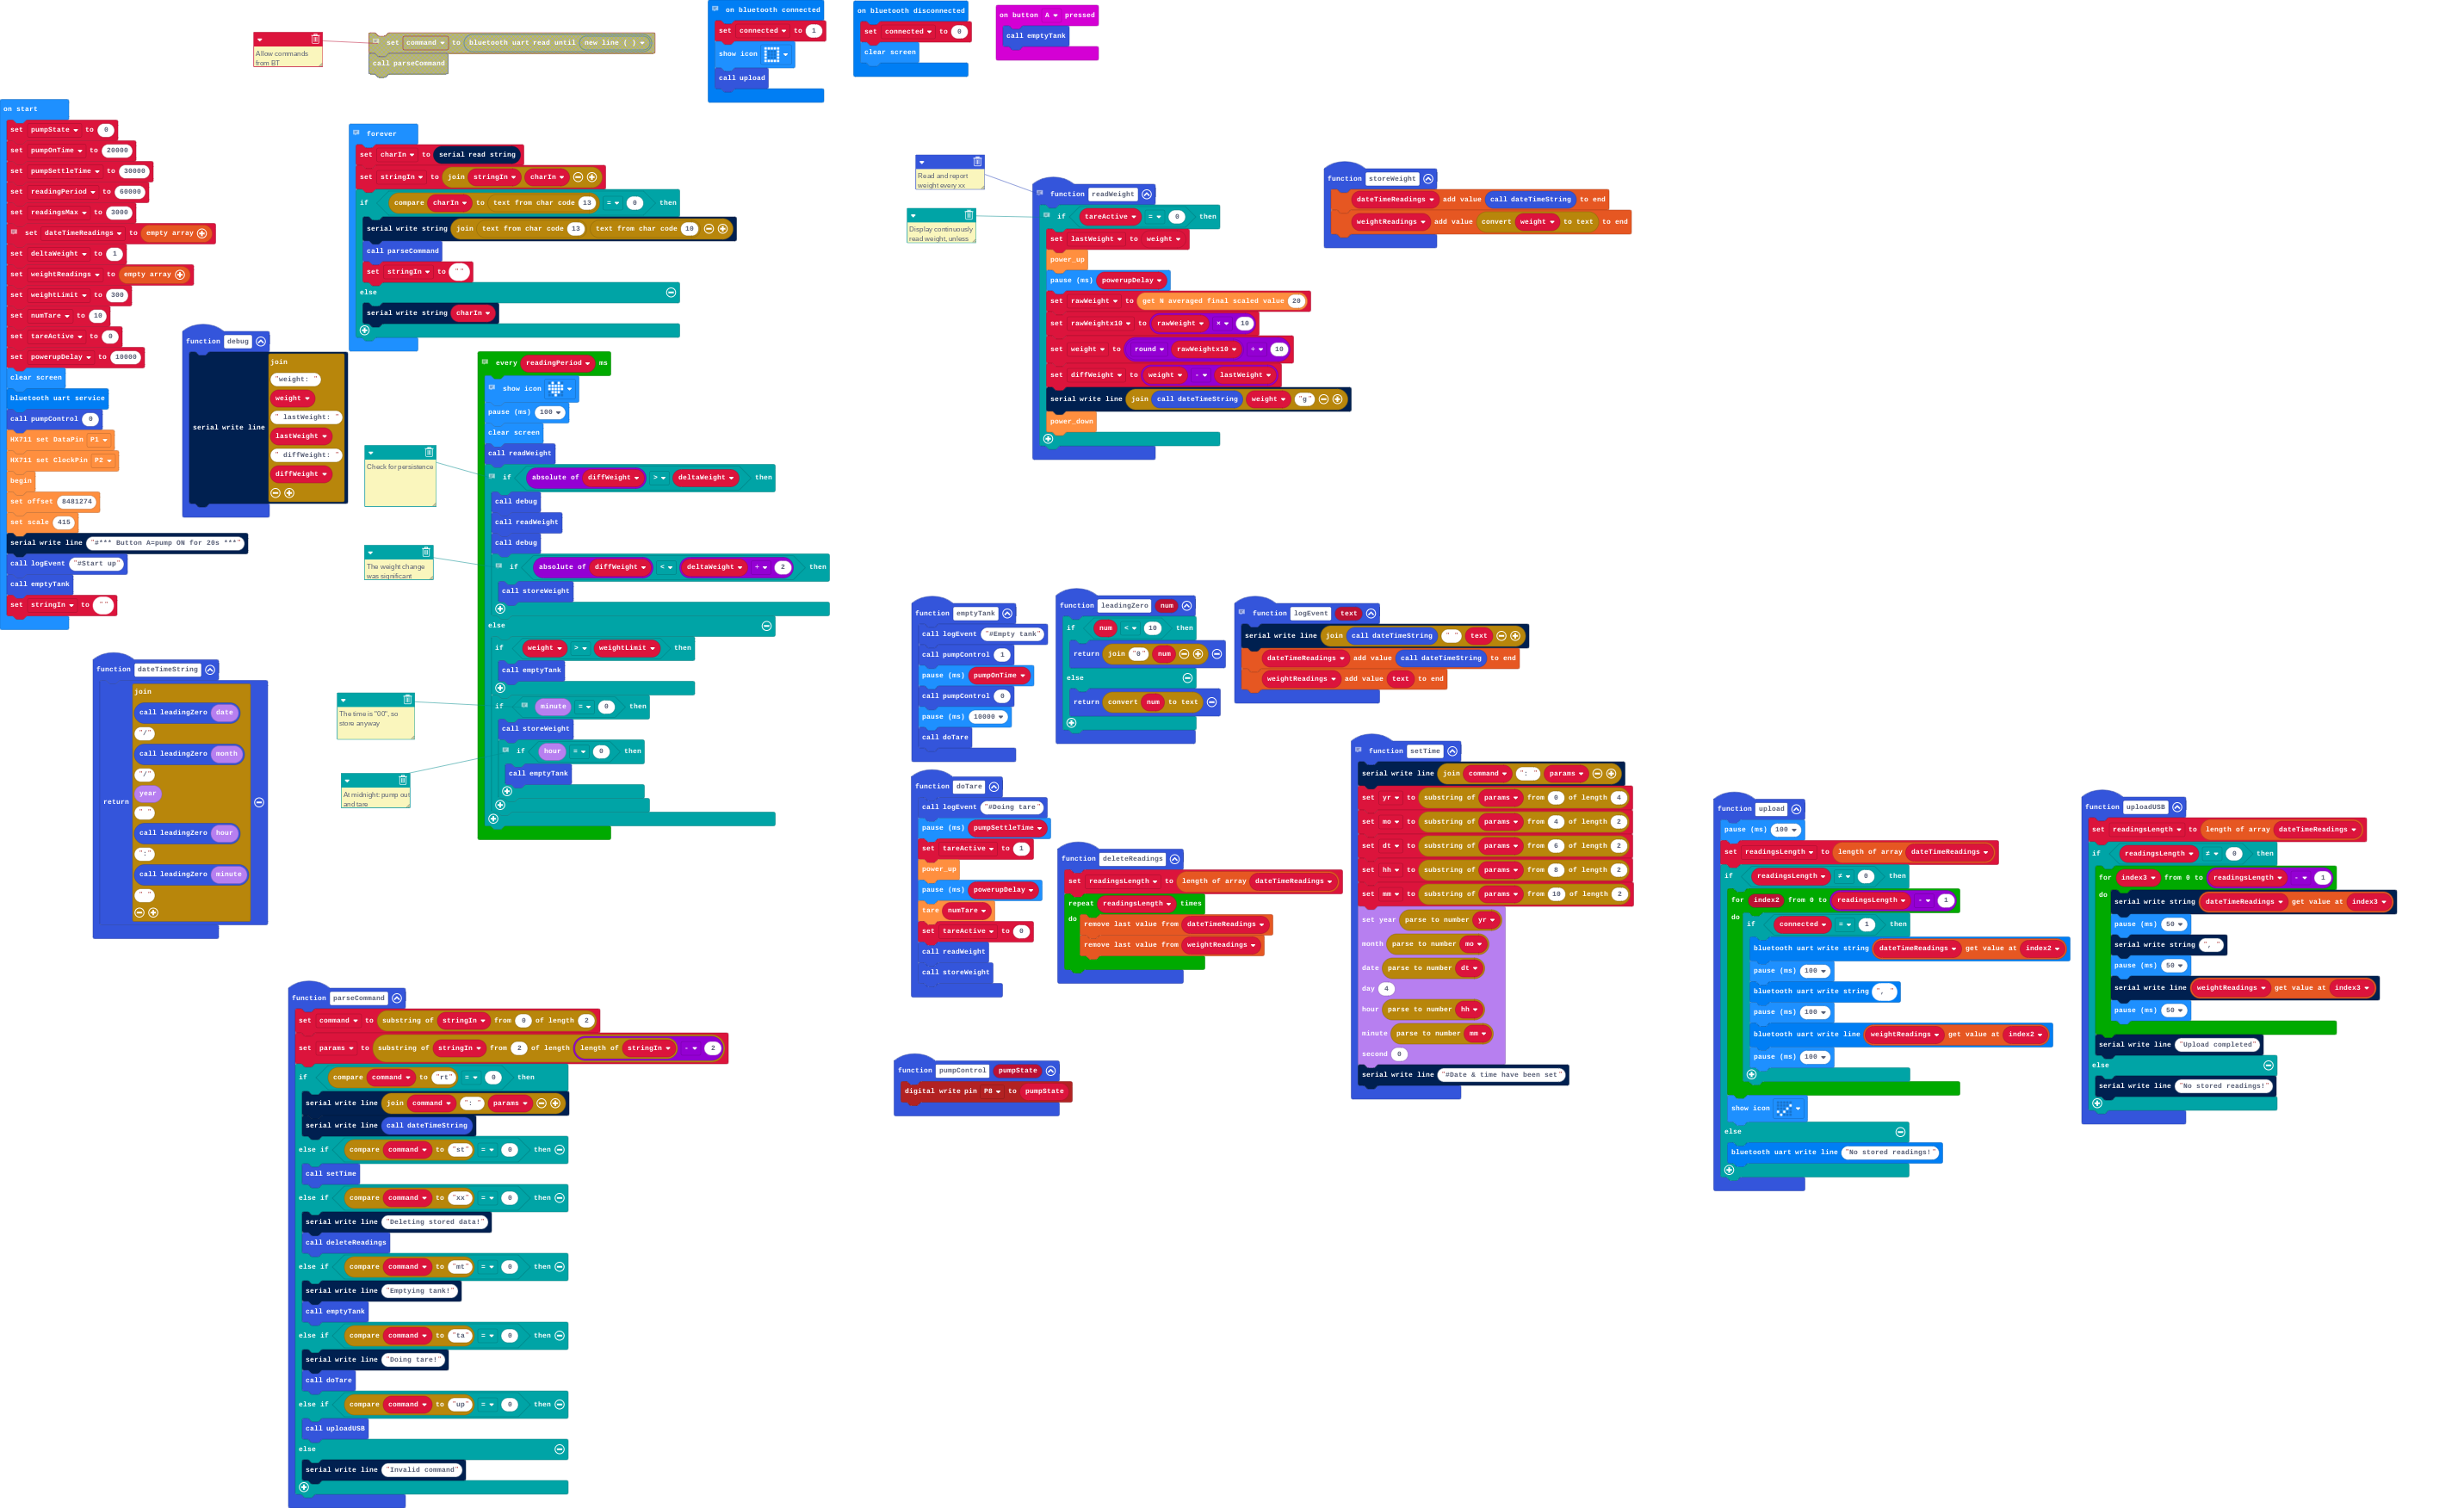 Allow commands
from BT
set command to bluetooth uart read until new line ( )
call parseCommand
on bluetooth connected
set connected to 1
show icon
call upload
on bluetooth disconnected
set connected to 0
clear screen
on button A pressed
call emptyTank
on start
set pumpState to 0
set pumpOnTime to 20000
set pumpSettleTime to 30000
set readingPeriod to 60000
set readingsMax to 3000
set dateTimeReadings to empty array
set deltaWeight to 1
set weightReadings to empty array
set weightLimit to 300
set numTare to 10
set tareActive to 0
set powerupDelay to 10000
clear screen
bluetooth uart service
call pumpControl 0
HX711 set DataPin P1
HX711 set ClockPin P2
begin
set offset 8481274
set scale 415
serial write line "#*** Button A=pump ON for 20s ***"
call logEvent "#Start up"
call emptyTank
set stringIn to ""
function debug
serial write line
join
"weight: "
weight
" lastWeight: "
lastWeight
" diffWeight: "
diffWeight
forever
set charIn to serial read string
set stringIn to join stringIn charIn
if compare charIn to text from char code 13 = 0 then
serial write string join text from char code 13 text from char code 10
call parseCommand
set stringIn to ""
else
serial write string charIn
every readingPeriod ms
show icon
pause (ms) 100
clear screen
call readWeight
Check for persistence
if absolute of diffWeight > deltaWeight then
call debug
call readWeight
call debug
The weight change
was significant
if absolute of diffWeight < deltaWeight ÷ 2 then
call storeWeight
else
if weight > weightLimit then
call emptyTank
The time is "00", so
store anyway
if minute = 0 then
call storeWeight
if hour = 0 then
At midnight: pump out
and tare
call emptyTank
Read and report
weight every xx
function readWeight
Display continuously
read weight, unless
if tareActive = 0 then
set lastWeight to weight
power_up
pause (ms) powerupDelay
set rawWeight to get N averaged final scaled value 20
set rawWeightx10 to rawWeight × 10
set weight to round rawWeightx10 ÷ 10
set diffWeight to weight - lastWeight
serial write line join call dateTimeString weight "g"
power_down
function storeWeight
dateTimeReadings add value call dateTimeString to end
weightReadings add value convert weight to text to end
function dateTimeString
return
join
call leadingZero date
"/"
call leadingZero month
"/"
year
" "
call leadingZero hour
":"
call leadingZero minute
" "
function emptyTank
call logEvent "#Empty tank"
call pumpControl 1
pause (ms) pumpOnTime
call pumpControl 0
pause (ms) 10000
call doTare
function leadingZero num
if num < 10 then
return join "0" num
else
return convert num to text
function logEvent text
serial write line join call dateTimeString " " text
dateTimeReadings add value call dateTimeString to end
weightReadings add value text to end
function doTare
call logEvent "#Doing tare"
pause (ms) pumpSettleTime
set tareActive to 1
power_up
pause (ms) powerupDelay
tare numTare
set tareActive to 0
call readWeight
call storeWeight
function deleteReadings
set readingsLength to length of array dateTimeReadings
repeat readingsLength times
do
remove last value from dateTimeReadings
remove last value from weightReadings
function setTime
serial write line join command ": " params
set yr to substring of params from 0 of length 4
set mo to substring of params from 4 of length 2
set dt to substring of params from 6 of length 2
set hh to substring of params from 8 of length 2
set mm to substring of params from 10 of length 2
set year parse to number yr
month parse to number mo
date parse to number dt
day 4
hour parse to number hh
minute parse to number mm
second 0
serial write line "#Date & time have been set"
function pumpControl pumpState
digital write pin P8 to pumpState
function upload
pause (ms) 100
set readingsLength to length of array dateTimeReadings
if readingsLength ≠ 0 then
for index2 from 0 to readingsLength - 1
do
if connected = 1 then
bluetooth uart write string dateTimeReadings get value at index2
pause (ms) 100
bluetooth uart write string ", "
pause (ms) 100
bluetooth uart write line weightReadings get value at index2
pause (ms) 100
show icon
else
bluetooth uart write line "No stored readings!"
function uploadUSB
set readingsLength to length of array dateTimeReadings
if readingsLength ≠ 0 then
for index3 from 0 to readingsLength - 1
do
serial write string dateTimeReadings get value at index3
pause (ms) 50
serial write string ", "
pause (ms) 50
serial write line weightReadings get value at index3
pause (ms) 50
serial write line "Upload completed"
else
serial write line "No stored readings!"
function parseCommand
set command to substring of stringIn from 0 of length 2
set params to substring of stringIn from 2 of length length of stringIn - 2
if compare command to "rt" = 0 then
serial write line join command ": " params
serial write line call dateTimeString
else if compare command to "st" = 0 then
call setTime
else if compare command to "xx" = 0 then
serial write line "Deleting stored data!"
call deleteReadings
else if compare command to "mt" = 0 then
serial write line "Emptying tank!"
call emptyTank
else if compare command to "ta" = 0 then
serial write line "Doing tare!"
call doTare
else if compare command to "up" = 0 then
call uploadUSB
else
serial write line "Invalid command"